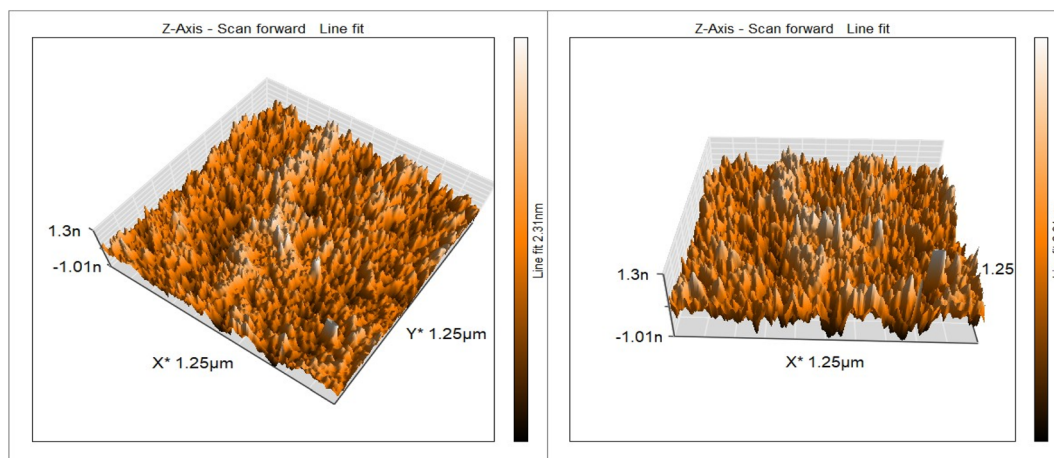 Z-Axis - Scan forward Line fit
1.3n
-1.01n
X* 1.25µm
Y* 1.25µm
Line fit 2.31nm
Z-Axis - Scan forward Line fit
1.3n
-1.01n
X* 1.25µm
1.25